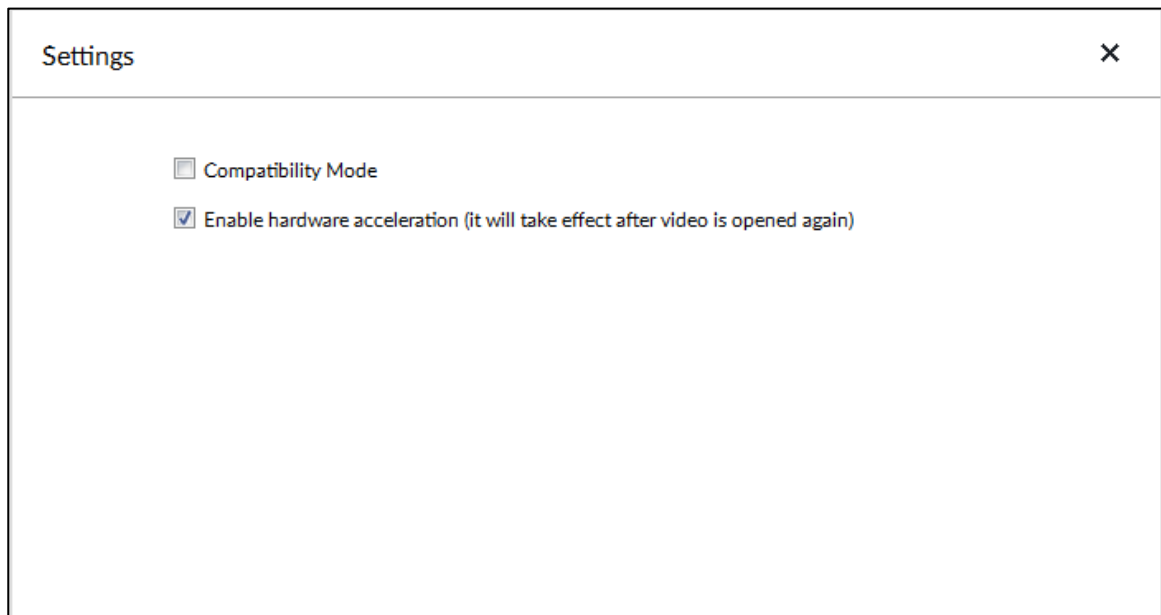 Settings
Compatibility Mode
Enable hardware acceleration (it will take effect after video is opened again)